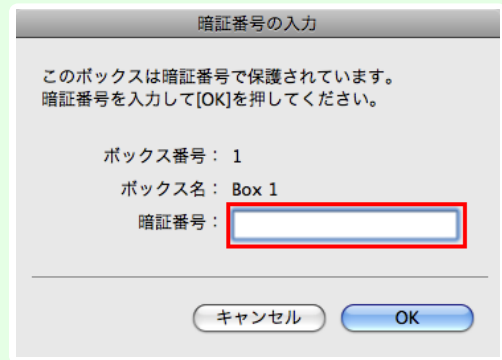 暗証番号の入力
このボックスは暗証番号で保護されています。
暗証番号を入力して[OK]を押してください。
ボックス番号： 1
ボックス名： Box 1
暗証番号：
キャンセル OK